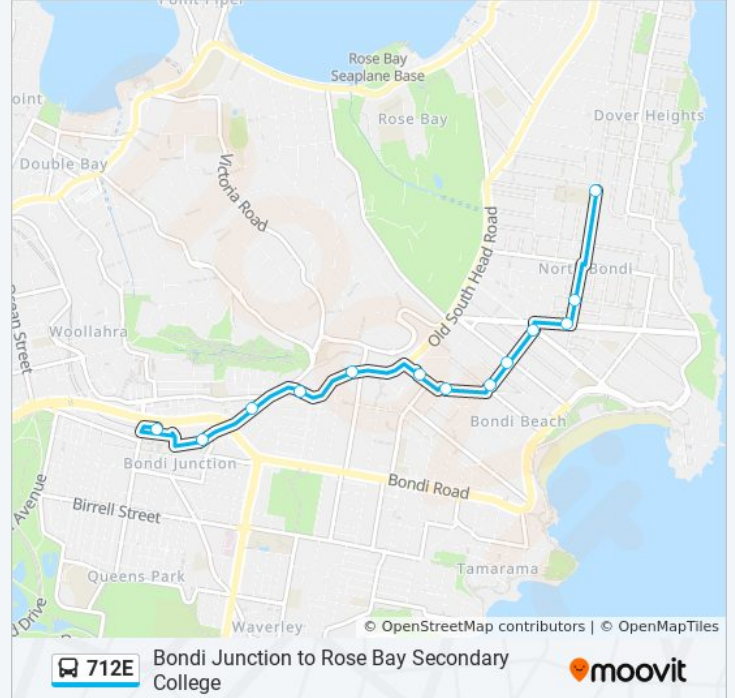 Point Piper
Rose Bay
Seaplane Base
oint
Rose Bay
Dover Heights
Double Bay
Victoria Road
Old South Head Road
North Bondi
Ocean Street
Woollahra
Bondi Beach
Bondi Junction
Bondi Road
Avenue
Birrell Street
Tamarama
Queens Park
d Drive
Waverley
© OpenStreetMap contributors | © OpenMapTiles
712E
Bondi Junction to Rose Bay Secondary
College
moovit